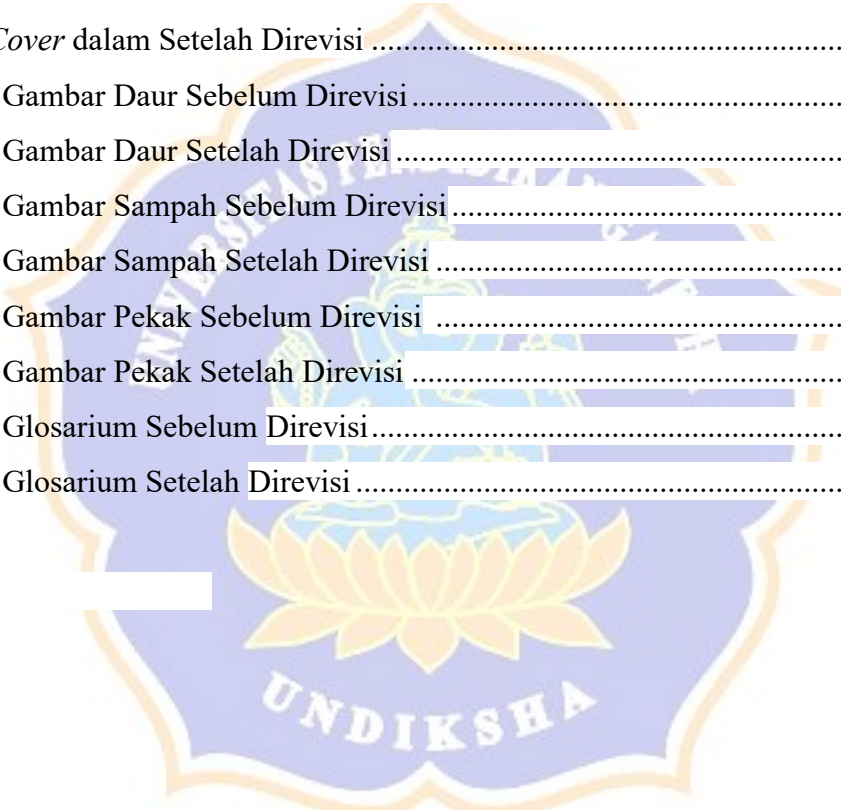 Cover dalam Setelah Direvisi ..........................................................
Gambar Daur Sebelum Direvisi.....................................................
Gambar Daur Setelah Direvisi.......................................................
Gambar Sampah Sebelum Direvisi................................................
Gambar Sampah Setelah Direvisi ..................................................
Gambar Pekak Sebelum Direvisi ..................................................
Gambar Pekak Setelah Direvisi .....................................................
Glosarium Sebelum Direvisi..........................................................
Glosarium Setelah Direvisi ............................................................
UNDIKSHA